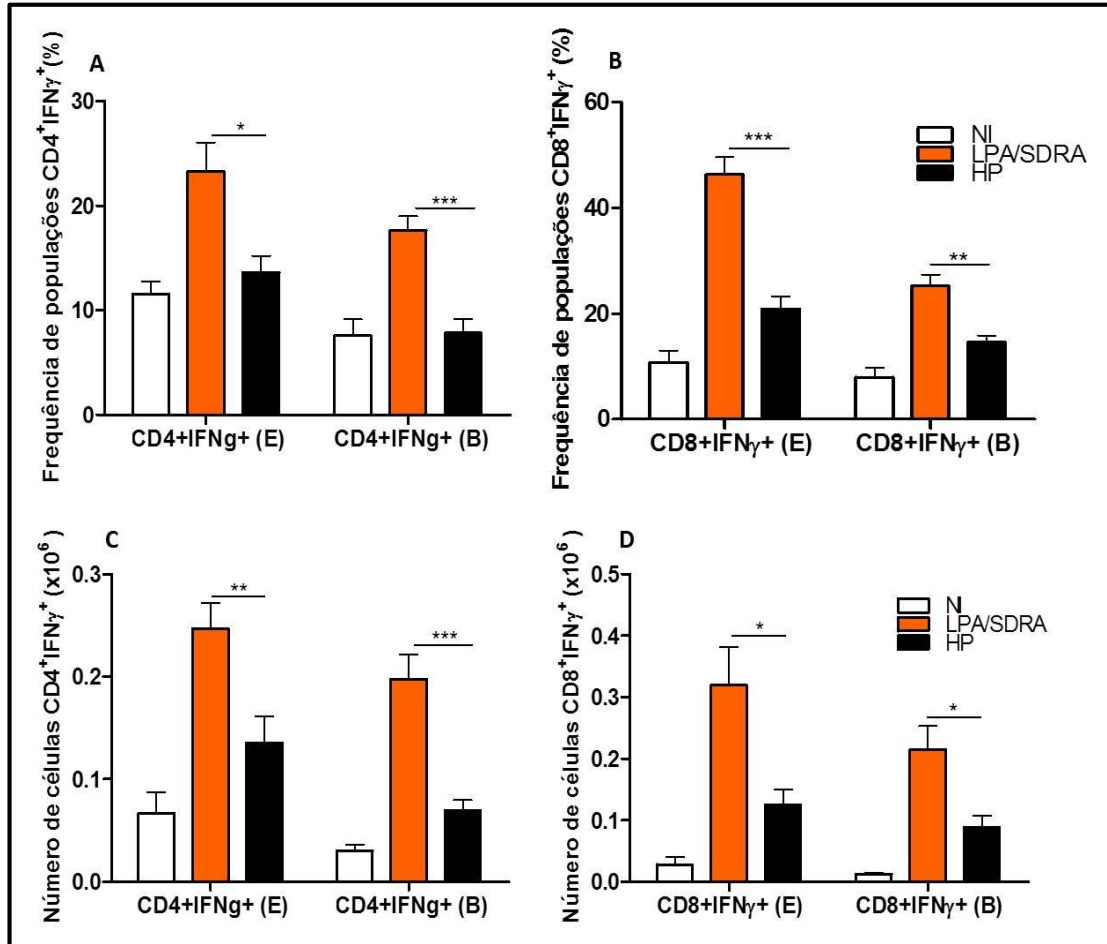 A
Frequência de populações CD4⁺IFNγ⁺(%)
30
20
10
0
*
***
CD4+IFNg+ (E)
CD4+IFNg+ (B)
B
Frequência de populações CD8⁺IFNγ⁺ (%)
60
40
20
0
***
**
NI
LPA/SDRA
HP
CD8+IFNγ+ (E)
CD8+IFNγ+ (B)
C
Número de células CD4⁺IFNγ⁺ (x10⁶)
0.3
0.2
0.1
0.0
**
***
CD4+IFNg+ (E)
CD4+IFNg+ (B)
D
Número de células CD8⁺IFNγ⁺ (x10⁶)
0.5
0.4
0.3
0.2
0.1
0.0
*
*
NI
LPA/SDRA
HP
CD8+IFNγ+ (E)
CD8+IFNγ+ (B)